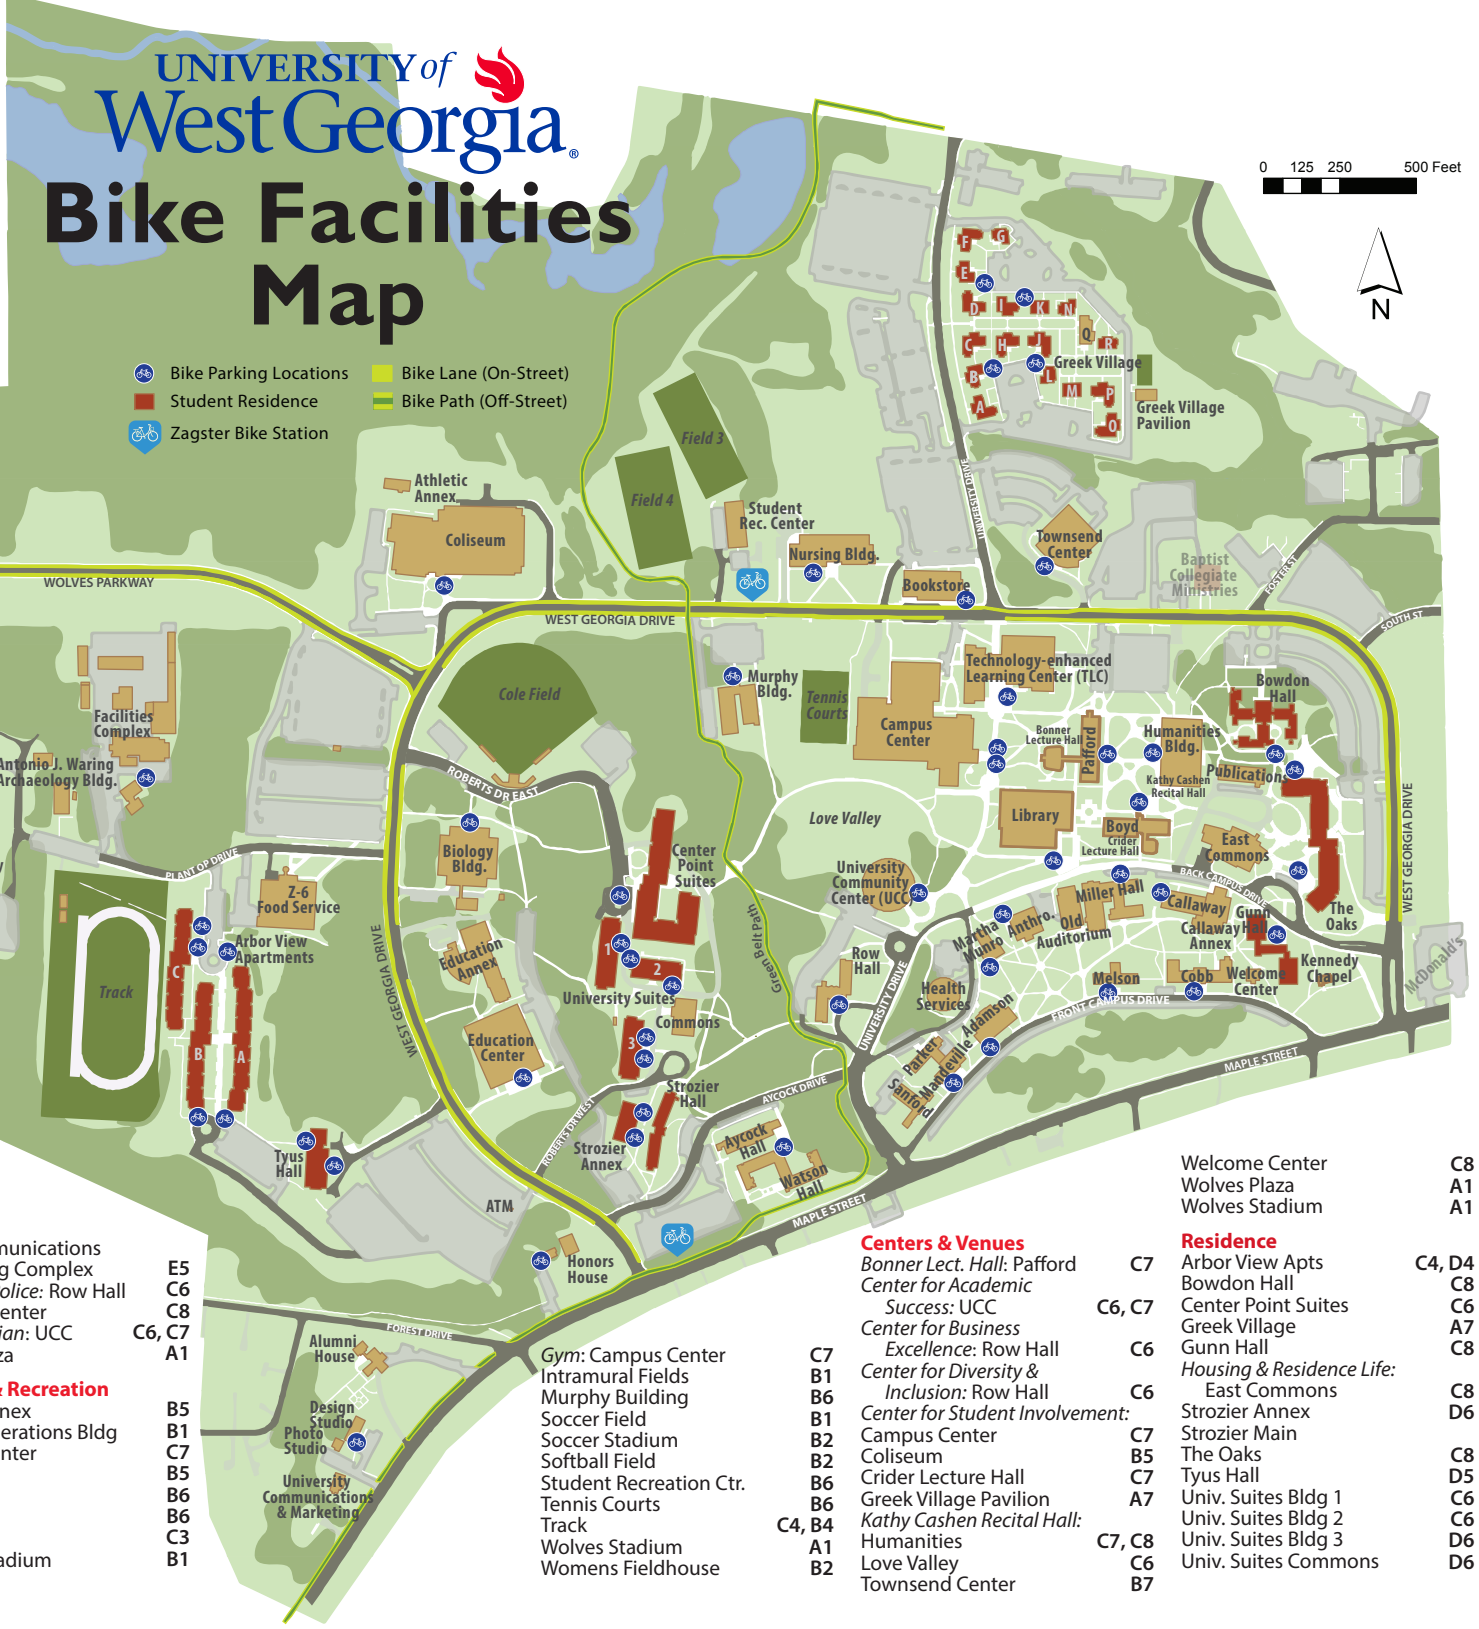 UNIVERSITY of
West Georgia®
Bike Facilities
Map
Bike Parking Locations
Student Residence
Zagster Bike Station
Bike Lane (On-Street)
Bike Path (Off-Street)
0 125 250 500 Feet
N
F
G
E
D
I
K
N
C
H
J
Q
R
B
L
M
P
A
O
Greek Village
Greek Village
Pavilion
UNIVERSITY DRIVE
Field 3
Field 4
Athletic
Annex
Coliseum
Student
Rec. Center
Nursing Bldg.
Bookstore
Townsend
Center
Baptist
Collegiate
Ministries
FOSTER ST
SOUTH ST
WOLVES PARKWAY
WEST GEORGIA DRIVE
Facilities
Complex
Antonio J. Waring
Archaeology Bldg.
Cole Field
Murphy
Bldg.
Tennis
Courts
Campus
Center
Technology-enhanced
Learning Center (TLC)
Bonner
Lecture Hall
Pafford
Humanities
Bldg.
Kathy Cashen
Recital Hall
Bowdon
Hall
Publications
ROBERTS DR EAST
Love Valley
Library
Boyd
Crider
Lecture Hall
East
Commons
WEST GEORGIA DRIVE
PLANT OP DRIVE
Biology
Bldg.
Center
Point
Suites
University
Community
Center (UCC)
Miller Hall
BACK CAMPUS DRIVE
Callaway
Callaway
Annex
Gunn
Hall
The
Oaks
Z-6
Food Service
Arbor View
Apartments
Track
C
B
A
Education
Annex
WEST GEORGIA DRIVE
1
2
University Suites
Commons
3
Green Belt Path
Row
Hall
Martha
Munro
Anthro.
Old
Auditorium
Health
Services
Melson
Cobb
Welcome
Center
Kennedy
Chapel
McDonald's
UNIVERSITY DRIVE
FRONT CAMPUS DRIVE
Education
Center
Adamson
Parker
Mandeville
Sanford
MAPLE STREET
Strozier
Hall
AYCOCK DRIVE
ROBERTS DR WEST
Strozier
Annex
Aycock
Hall
Watson
Hall
Tyus
Hall
ATM
MAPLE STREET
Honors
House
FOREST DRIVE
Alumni
House
Design
Studio
Photo
Studio
University
Communications
& Marketing
munications
g Complex E5
olice: Row Hall C6
enter C8
ian: UCC C6, C7
za A1
& Recreation
nex B5
erations Bldg B1
nter C7
B5
B6
B6
C3
adium B1
Gym: Campus Center C7
Intramural Fields B1
Murphy Building B6
Soccer Field B1
Soccer Stadium B2
Softball Field B2
Student Recreation Ctr. B6
Tennis Courts B6
Track C4, B4
Wolves Stadium A1
Womens Fieldhouse B2
Centers & Venues
Bonner Lect. Hall: Pafford C7
Center for Academic
Success: UCC C6, C7
Center for Business
Excellence: Row Hall C6
Center for Diversity &
Inclusion: Row Hall C6
Center for Student Involvement:
Campus Center C7
Coliseum B5
Crider Lecture Hall C7
Greek Village Pavilion A7
Kathy Cashen Recital Hall:
Humanities C7, C8
Love Valley C6
Townsend Center B7
Welcome Center C8
Wolves Plaza A1
Wolves Stadium A1
Residence
Arbor View Apts C4, D4
Bowdon Hall C8
Center Point Suites C6
Greek Village A7
Gunn Hall C8
Housing & Residence Life:
East Commons C8
Strozier Annex D6
Strozier Main
The Oaks C8
Tyus Hall D5
Univ. Suites Bldg 1 C6
Univ. Suites Bldg 2 C6
Univ. Suites Bldg 3 D6
Univ. Suites Commons D6